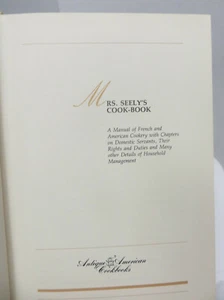 MRS. SEELY'S
COOK-BOOK
A Manual of French and
American Cookery with Chapters
on Domestic Servants, Their
Rights and Duties and Many
other Details of Household
Management
Antique American
Cookbooks